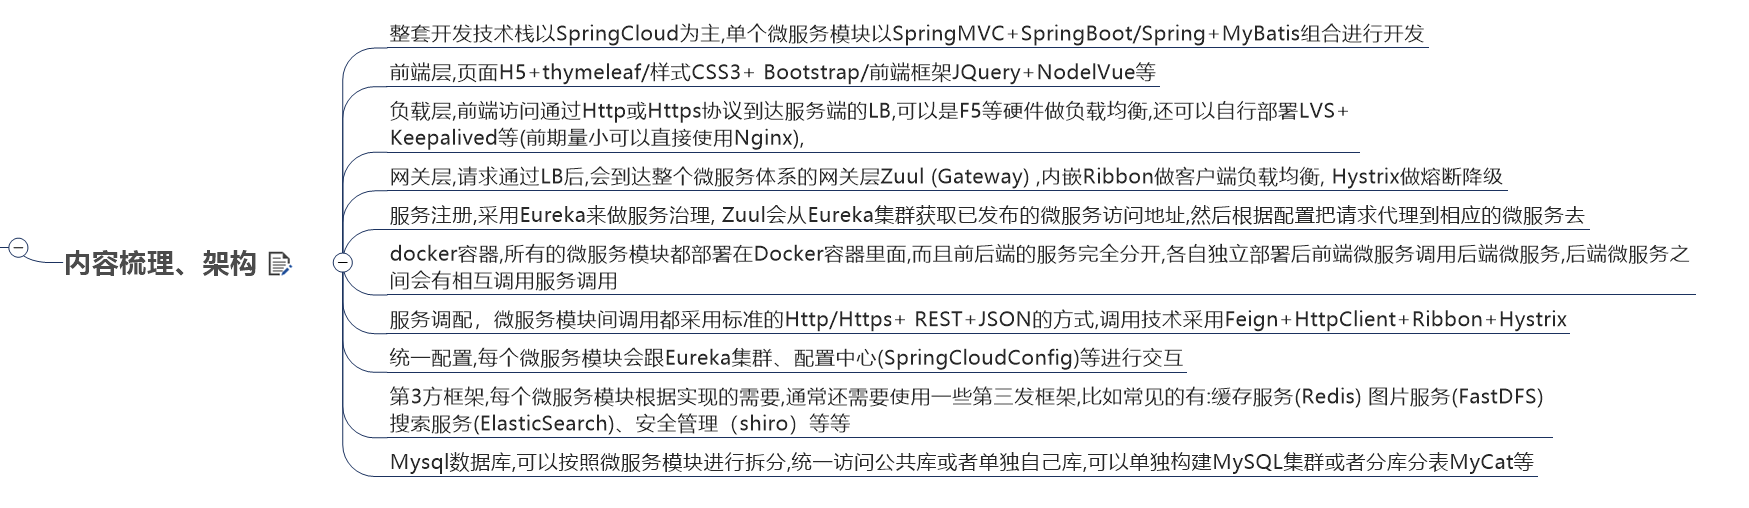 整套开发技术栈以SpringCloud为主,单个微服务模块以SpringMVC+SpringBoot/Spring+MyBatis组合进行开发
前端层,页面H5+thymeleaf/样式CSS3+ Bootstrap/前端框架JQuery+NodelVue等
负载层,前端访问通过Http或Https协议到达服务端的LB,可以是F5等硬件做负载均衡,还可以自行部署LVS+
Keepalived等(前期量小可以直接使用Nginx),
网关层,请求通过LB后,会到达整个微服务体系的网关层Zuul (Gateway) ,内嵌Ribbon做客户端负载均衡, Hystrix做熔断降级
服务注册,采用Eureka来做服务治理, Zuul会从Eureka集群获取已发布的微服务访问地址,然后根据配置把请求代理到相应的微服务去
内容梳理、架构
docker容器,所有的微服务模块都部署在Docker容器里面,而且前后端的服务完全分开,各自独立部署后前端微服务调用后端微服务,后端微服务之
间会有相互调用服务调用
服务调配，微服务模块间调用都采用标准的Http/Https+ REST+JSON的方式,调用技术采用Feign+HttpClient+Ribbon+Hystrix
统一配置,每个微服务模块会跟Eureka集群、配置中心(SpringCloudConfig)等进行交互
第3方框架,每个微服务模块根据实现的需要,通常还需要使用一些第三发框架,比如常见的有:缓存服务(Redis) 图片服务(FastDFS)
搜索服务(ElasticSearch)、安全管理（shiro）等等
Mysql数据库,可以按照微服务模块进行拆分,统一访问公共库或者单独自己库,可以单独构建MySQL集群或者分库分表MyCat等